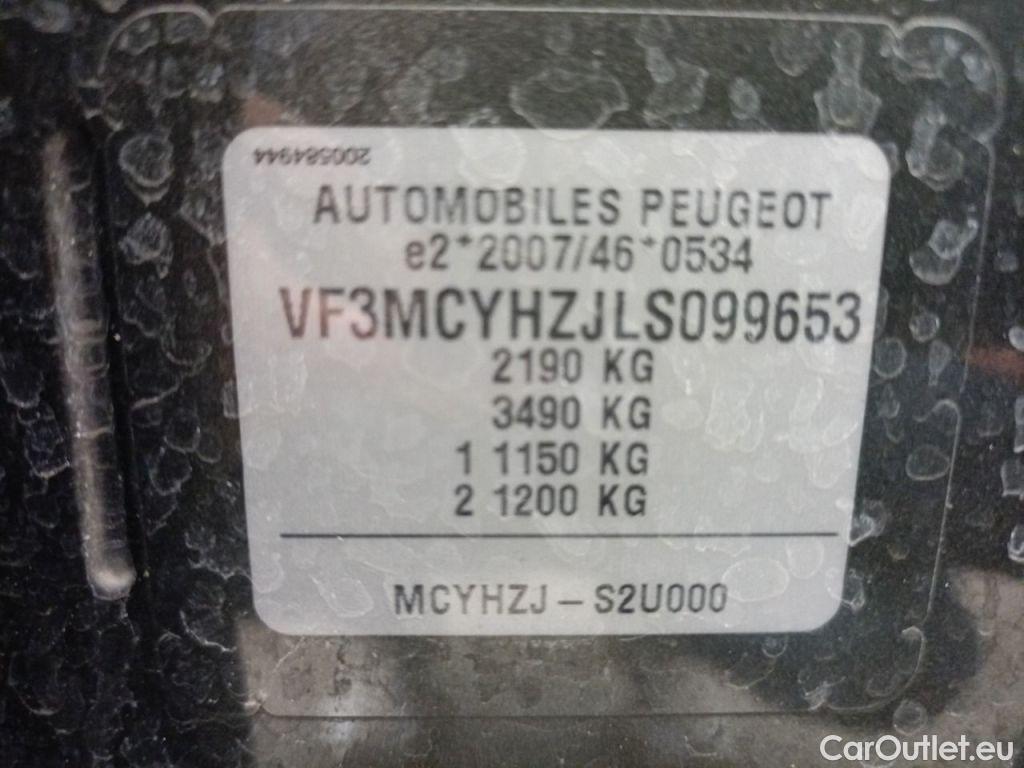 200584944
AUTOMOBILES PEUGEOT
e2*2007/46*0534
VF3MCYHZJLS099653
2190 KG
3490 KG
1 1150 KG
2 1200 KG
MCYHZJ - S2U000
CarOutlet.eu